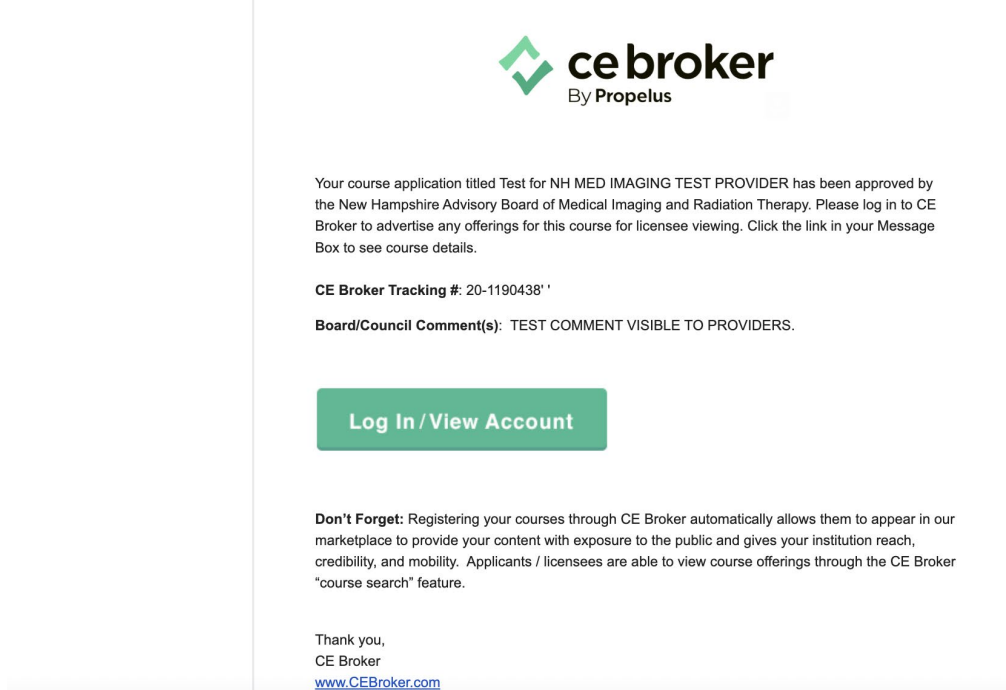 ce broker
By Propelus
Your course application titled Test for NH MED IMAGING TEST PROVIDER has been approved by
the New Hampshire Advisory Board of Medical Imaging and Radiation Therapy. Please log in to CE
Broker to advertise any offerings for this course for licensee viewing. Click the link in your Message
Box to see course details.
CE Broker Tracking #: 20-1190438' '
Board/Council Comment(s):  TEST COMMENT VISIBLE TO PROVIDERS.
Log In / View Account
Don’t Forget: Registering your courses through CE Broker automatically allows them to appear in our
marketplace to provide your content with exposure to the public and gives your institution reach,
credibility, and mobility.  Applicants / licensees are able to view course offerings through the CE Broker
“course search” feature.
Thank you,
CE Broker
www.CEBroker.com